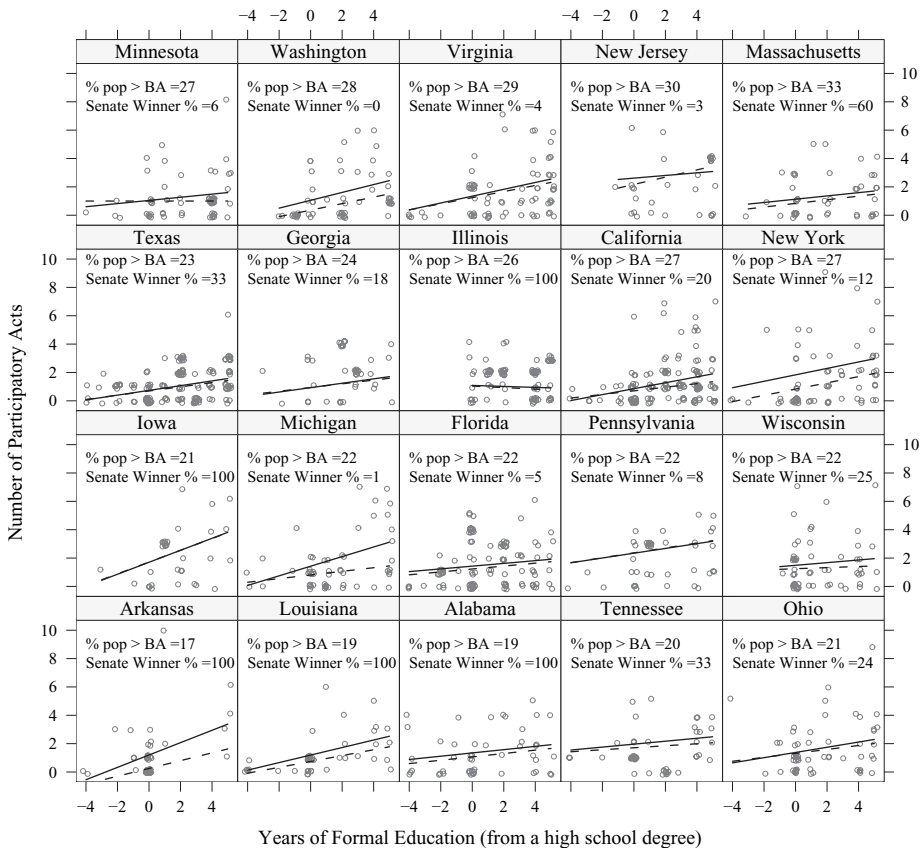 −4 0 2 4 −4 0 2 4
Minnesota Washington Virginia New Jersey Massachusetts
% pop > BA =27 % pop > BA =28 % pop > BA =29 % pop > BA =30 % pop > BA =33
Senate Winner % =6 Senate Winner % =0 Senate Winner % =4 Senate Winner % =3 Senate Winner % =60
10
8
6
4
2
0
Texas Georgia Illinois California New York
% pop > BA =23 % pop > BA =24 % pop > BA =26 % pop > BA =27 % pop > BA =27
Senate Winner % =33 Senate Winner % =18 Senate Winner % =100 Senate Winner % =20 Senate Winner % =12
10
8
6
4
2
0
Iowa Michigan Florida Pennsylvania Wisconsin
% pop > BA =21 % pop > BA =22 % pop > BA =22 % pop > BA =22 % pop > BA =22
Senate Winner % =100 Senate Winner % =1 Senate Winner % =5 Senate Winner % =8 Senate Winner % =25
10
8
6
4
2
0
Arkansas Louisiana Alabama Tennessee Ohio
% pop > BA =17 % pop > BA =19 % pop > BA =19 % pop > BA =20 % pop > BA =21
Senate Winner % =100 Senate Winner % =100 Senate Winner % =100 Senate Winner % =33 Senate Winner % =24
10
8
6
4
2
0
−4 0 2 4 −4 0 2 4 −4 0 2 4
Number of Participatory Acts
Years of Formal Education (from a high school degree)